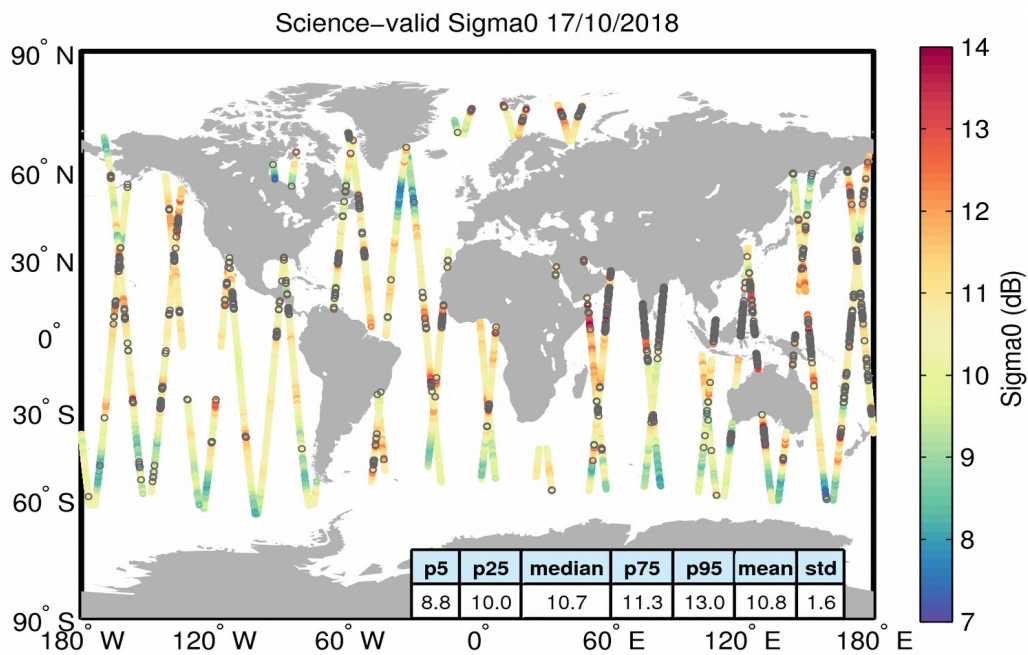 Science−valid Sigma0 17/10/2018
90° N
60° N
30° N
0°
30° S
60° S
90° S
180° W
120° W
60° W
0°
60° E
120° E
180° E
p5 p25 median p75 p95 mean std
8.8 10.0 10.7 11.3 13.0 10.8 1.6
14
13
12
11
10
9
8
7
Sigma0 (dB)